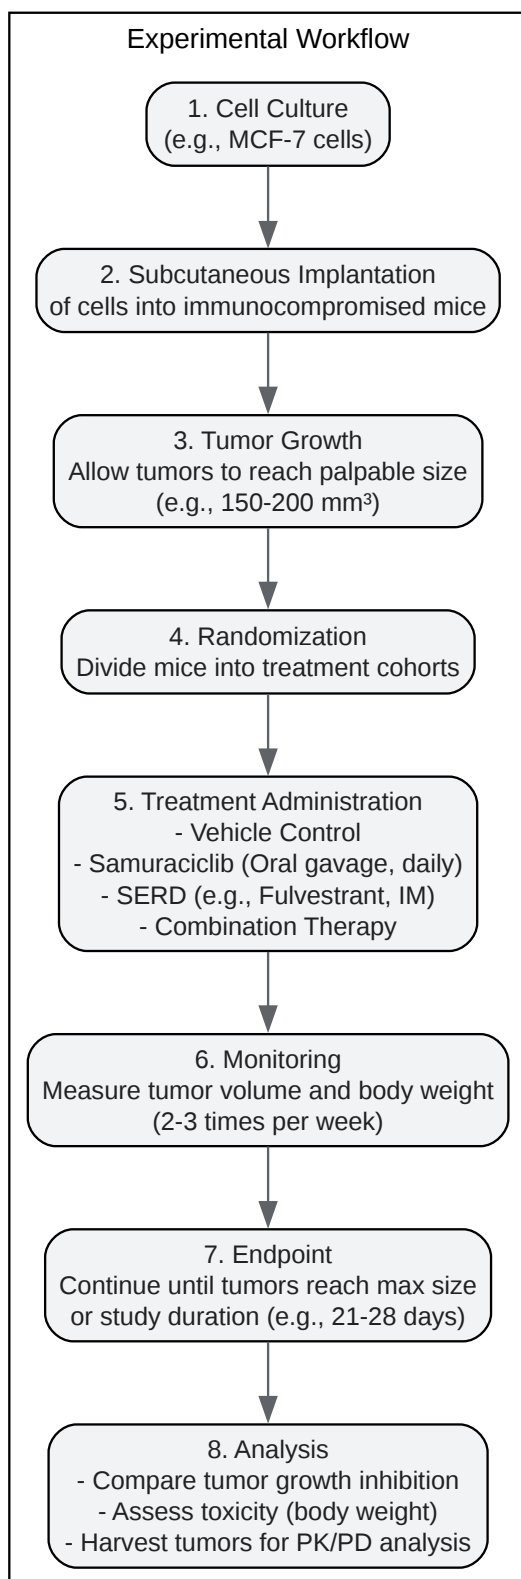 Experimental Workflow
1. Cell Culture
(e.g., MCF-7 cells)
2. Subcutaneous Implantation
of cells into immunocompromised mice
3. Tumor Growth
Allow tumors to reach palpable size
(e.g., 150-200 mm³)
4. Randomization
Divide mice into treatment cohorts
5. Treatment Administration
- Vehicle Control
- Samuraciclib (Oral gavage, daily)
- SERD (e.g., Fulvestrant, IM)
- Combination Therapy
6. Monitoring
Measure tumor volume and body weight
(2-3 times per week)
7. Endpoint
Continue until tumors reach max size
or study duration (e.g., 21-28 days)
8. Analysis
- Compare tumor growth inhibition
- Assess toxicity (body weight)
- Harvest tumors for PK/PD analysis